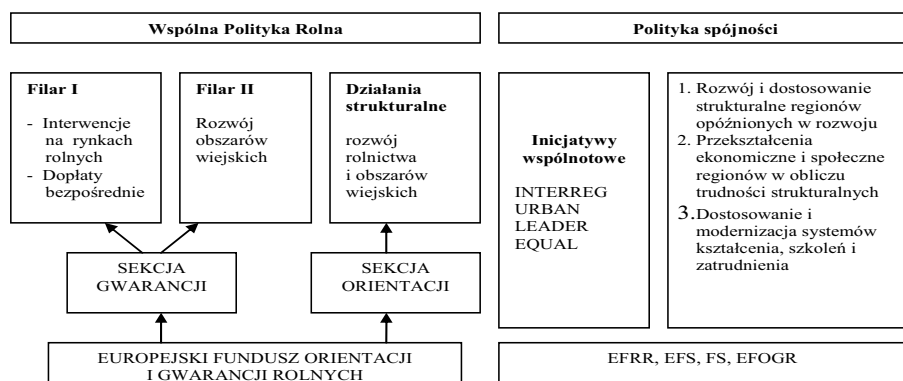 Wspólna Polityka Rolna
Polityka spójności
Filar I
- Interwencje
na rynkach
rolnych
- Dopłaty
bezpośrednie
Filar II
Rozwój
obszarów
wiejskich
Działania
strukturalne
rozwój
rolnictwa
i obszarów
wiejskich
Inicjatywy
wspólnotowe
INTERREG
URBAN
LEADER
EQUAL
1. Rozwój i dostosowanie
strukturalne regionów
opóźnionych w rozwoju
2. Przekształcenia
ekonomiczne i społeczne
regionów w obliczu
trudności strukturalnych
3. Dostosowanie i
modernizacja systemów
kształcenia, szkoleń i
zatrudnienia
SEKCJA
GWARANCJI
SEKCJA
ORIENTACJI
EUROPEJSKI FUNDUSZ ORIENTACJI
I GWARANCJI ROLNYCH
EFRR, EFS, FS, EFOGR